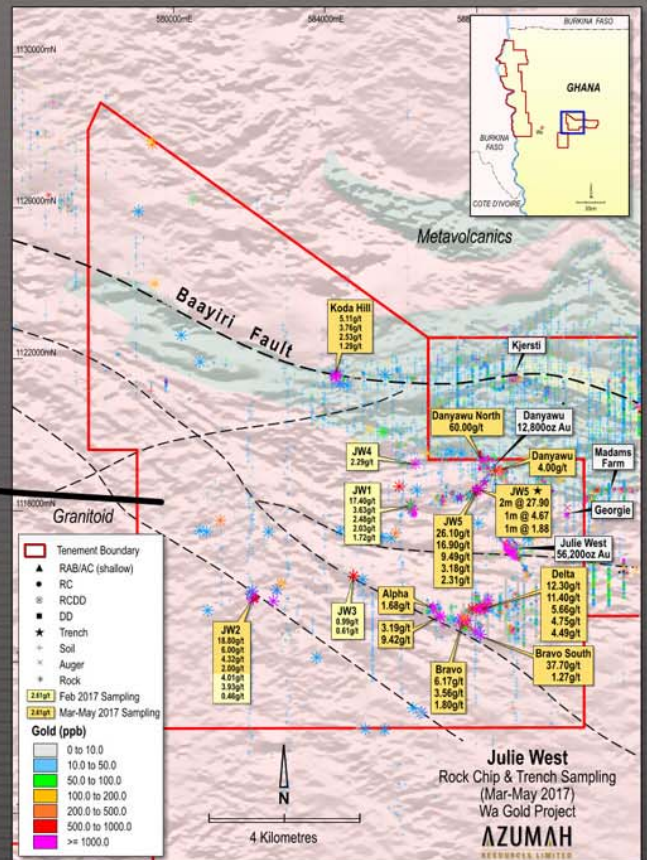 580000mE
584000mE
1130000mN
1126000mN
1122000mN
1118000mN
BURKINA FASO
GHANA
BURKINA
FASO
COTE D'IVOIRE
Metavolcanics
Baayiri Fault
Koda Hill
5.11g/t
3.76g/t
2.53g/t
1.29g/t
Kjersti
Danyawu North
60.00g/t
Danyawu
12,800oz Au
JW4
2.29g/t
Danyawu
4.00g/t
Madams
Farm
JW1
17.40g/t
3.63g/t
2.48g/t
2.03g/t
1.72g/t
JW5 ★
2m @ 27.90
1m @ 4.67
1m @ 1.88
Georgie
Granitoid
JW5
26.10g/t
16.90g/t
9.49g/t
3.18g/t
2.31g/t
Julie West
56,200oz Au
JW2
18.80g/t
6.00g/t
4.32g/t
2.00g/t
4.01g/t
3.93g/t
0.46g/t
JW3
0.99g/t
0.61g/t
Alpha
1.68g/t
3.19g/t
9.42g/t
Delta
12.30g/t
11.40g/t
5.66g/t
4.75g/t
4.49g/t
Bravo
6.17g/t
3.56g/t
1.80g/t
Bravo South
37.70g/t
1.27g/t
Tenement Boundary
RAB/AC (shallow)
RC
RCDD
DD
Trench
Soil
Auger
Rock
2.61g/t Feb 2017 Sampling
2.61g/t Mar-May 2017 Sampling
Gold (ppb)
0 to 10.0
10.0 to 50.0
50.0 to 100.0
100.0 to 200.0
200.0 to 500.0
500.0 to 1000.0
>= 1000.0
N
4 Kilometres
Julie West
Rock Chip & Trench Sampling
(Mar-May 2017)
Wa Gold Project
AZUMAH
RESOURCES LIMITED